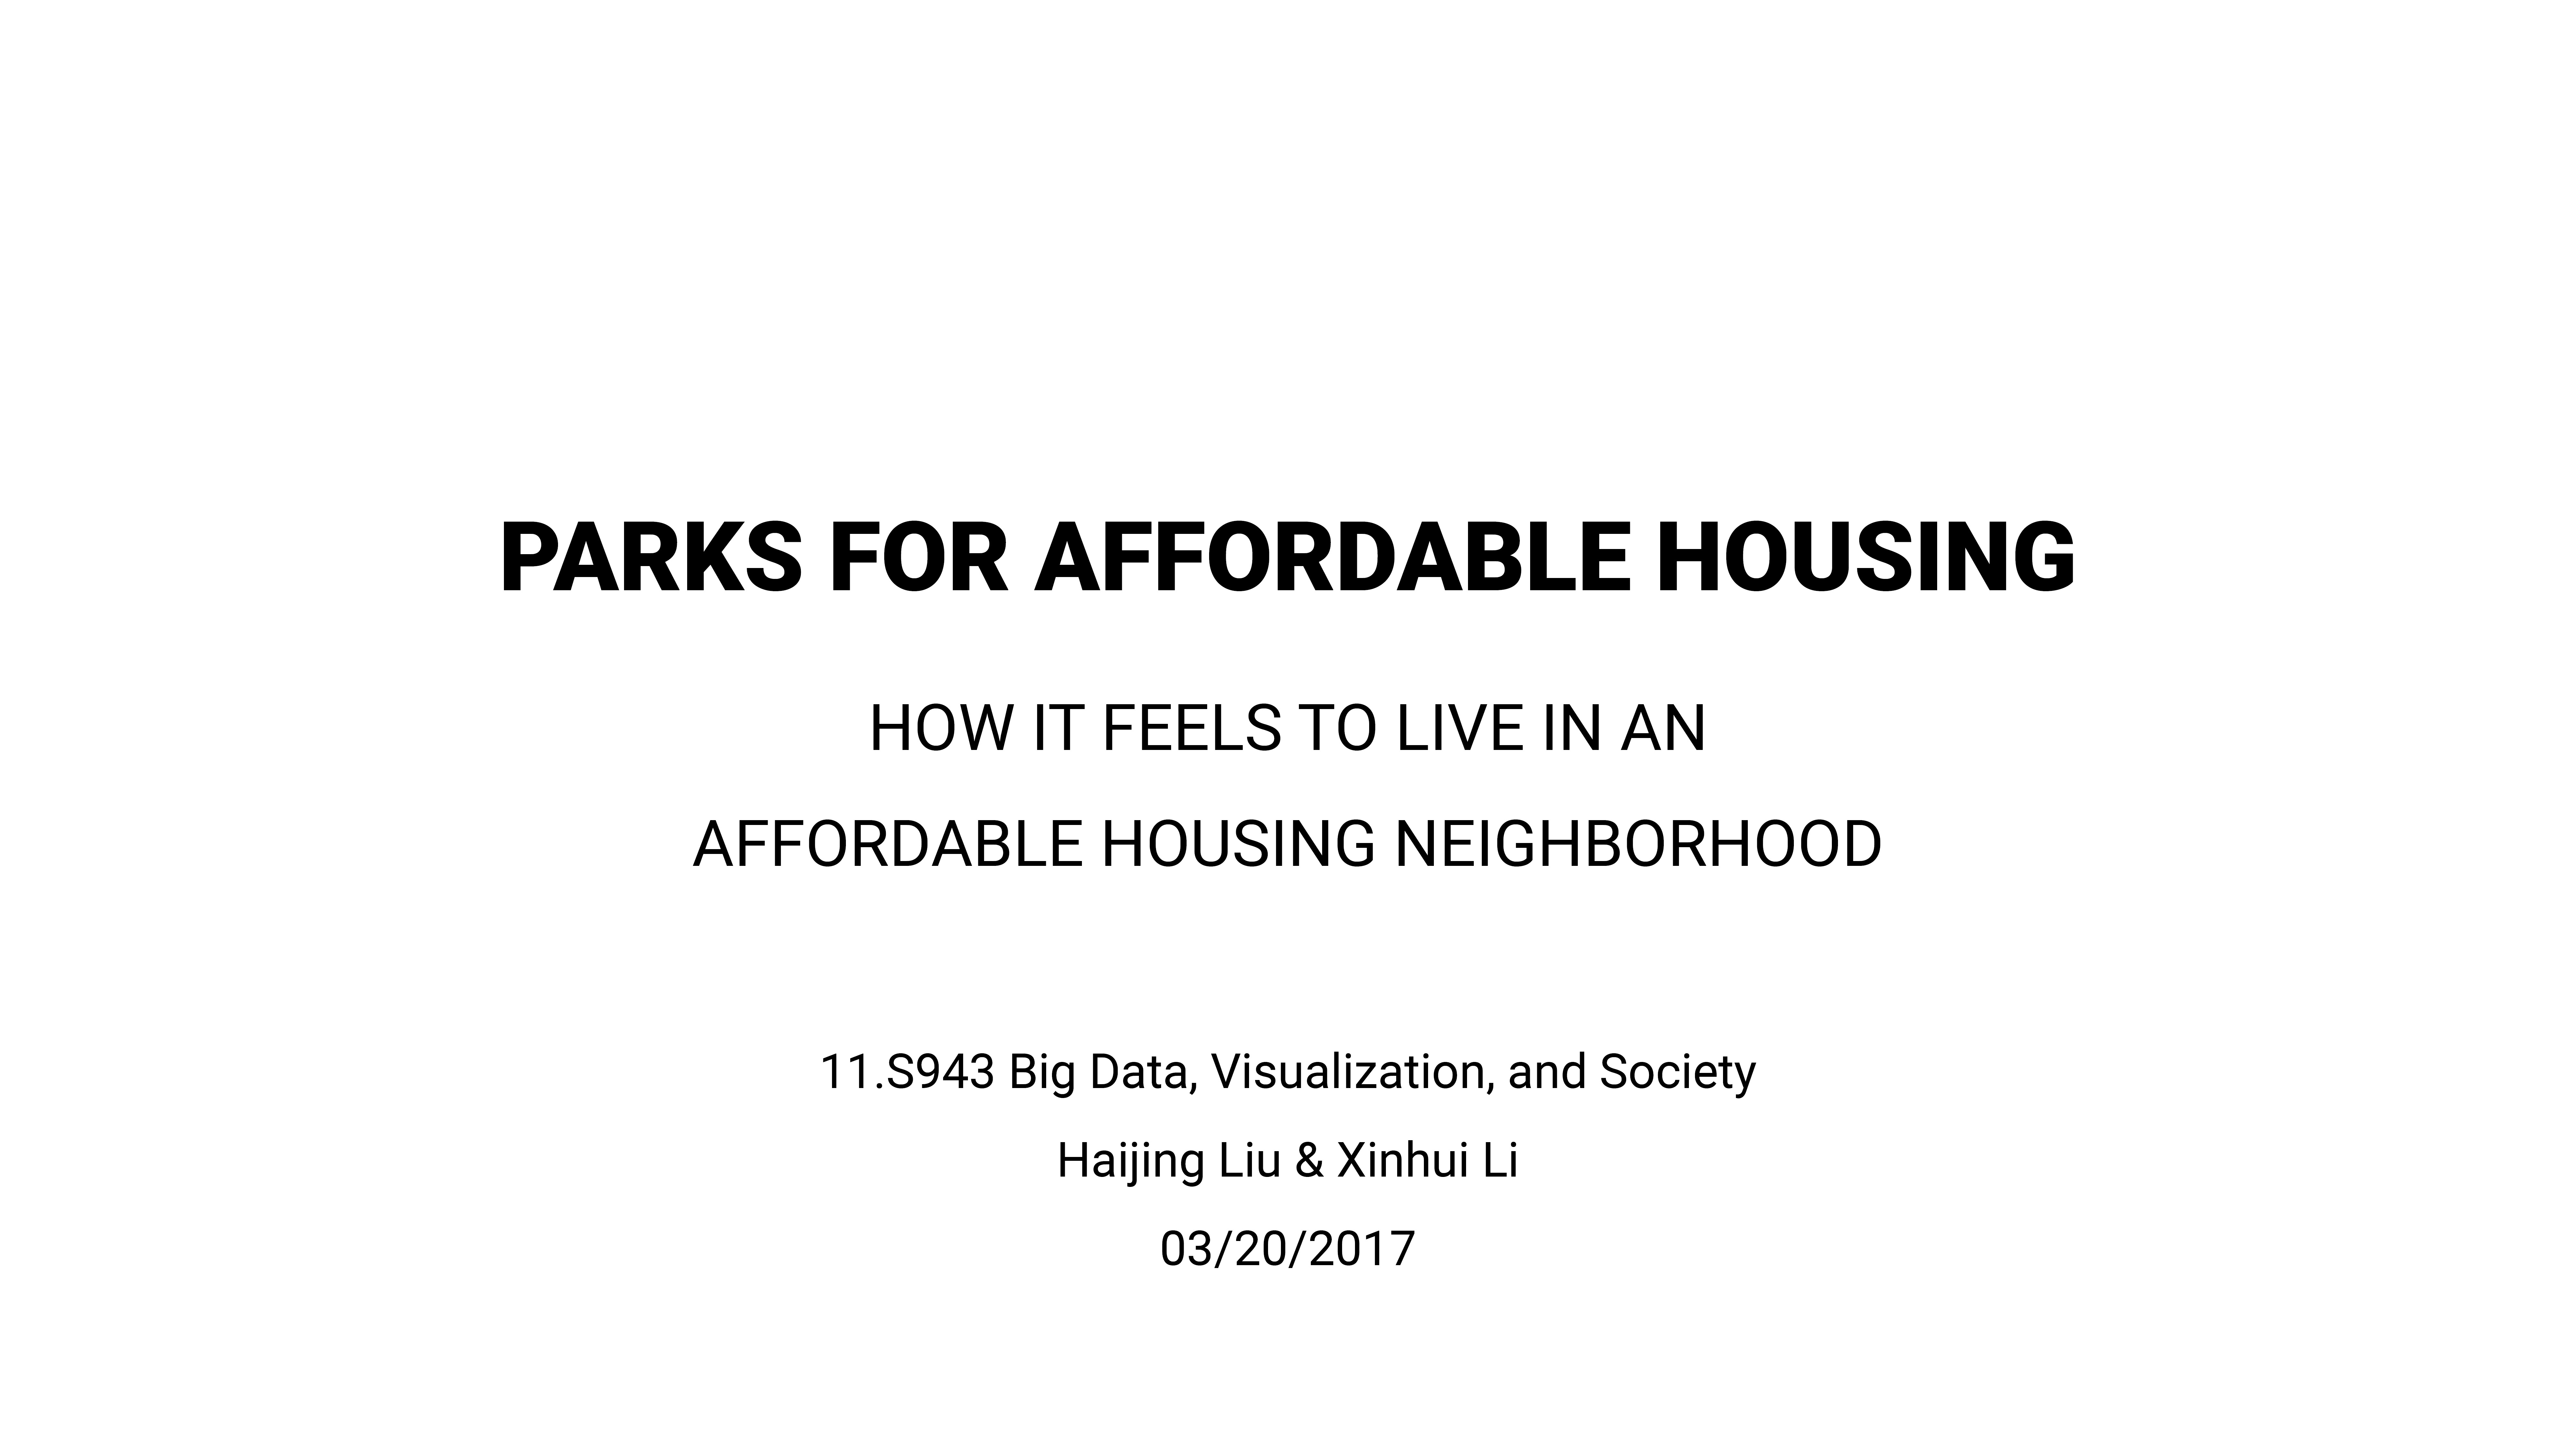 PARKS FOR AFFORDABLE HOUSING
HOW IT FEELS TO LIVE IN AN
AFFORDABLE HOUSING NEIGHBORHOOD
11.S943 Big Data, Visualization, and Society
Haijing Liu & Xinhui Li
03/20/2017